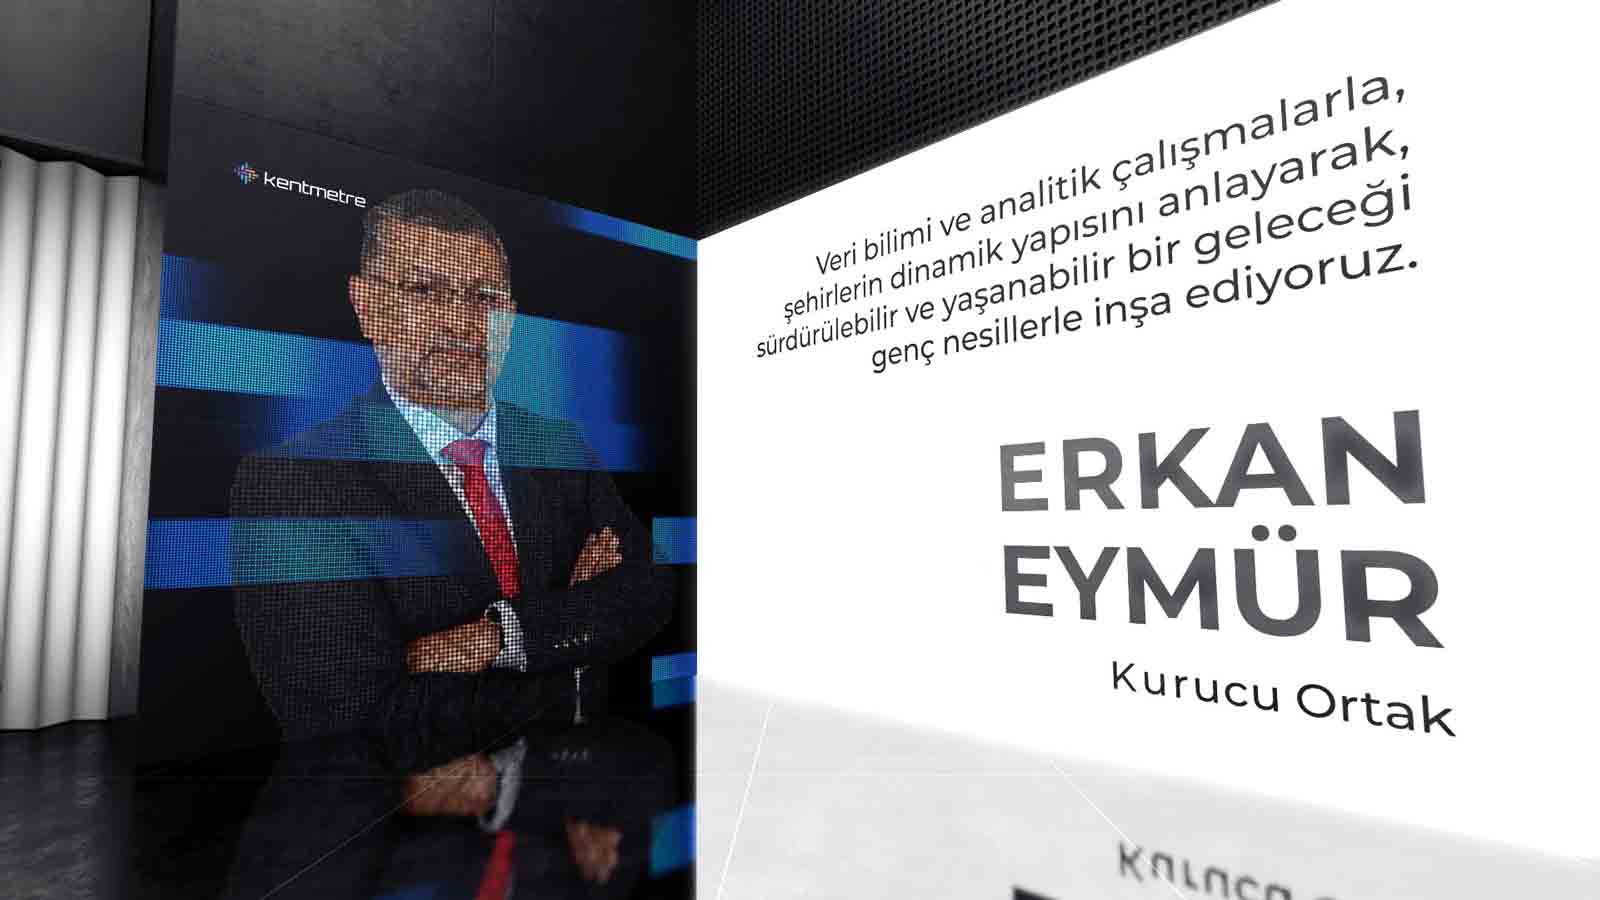 kentmetre
Veri bilimi ve analitik çalışmalarla,
şehirlerin dinamik yapısını anlayarak,
sürdürülebilir ve yaşanabilir bir geleceği
genç nesillerle inşa ediyoruz.
ERKAN
EYMÜR
Kurucu Ortak